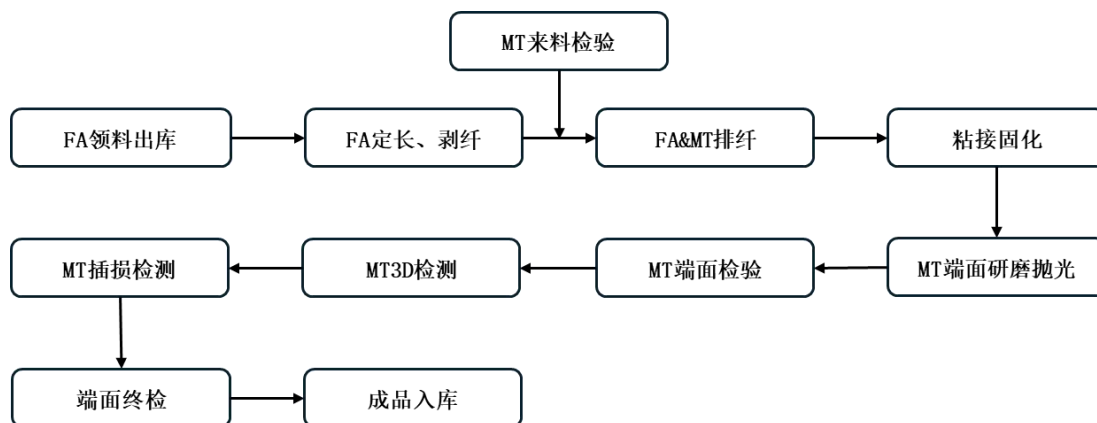 MT来料检验
FA领料出库
FA定长、剥纤
FA&MT排纤
粘接固化
MT插损检测
MT3D检测
MT端面检验
MT端面研磨抛光
端面终检
成品入库